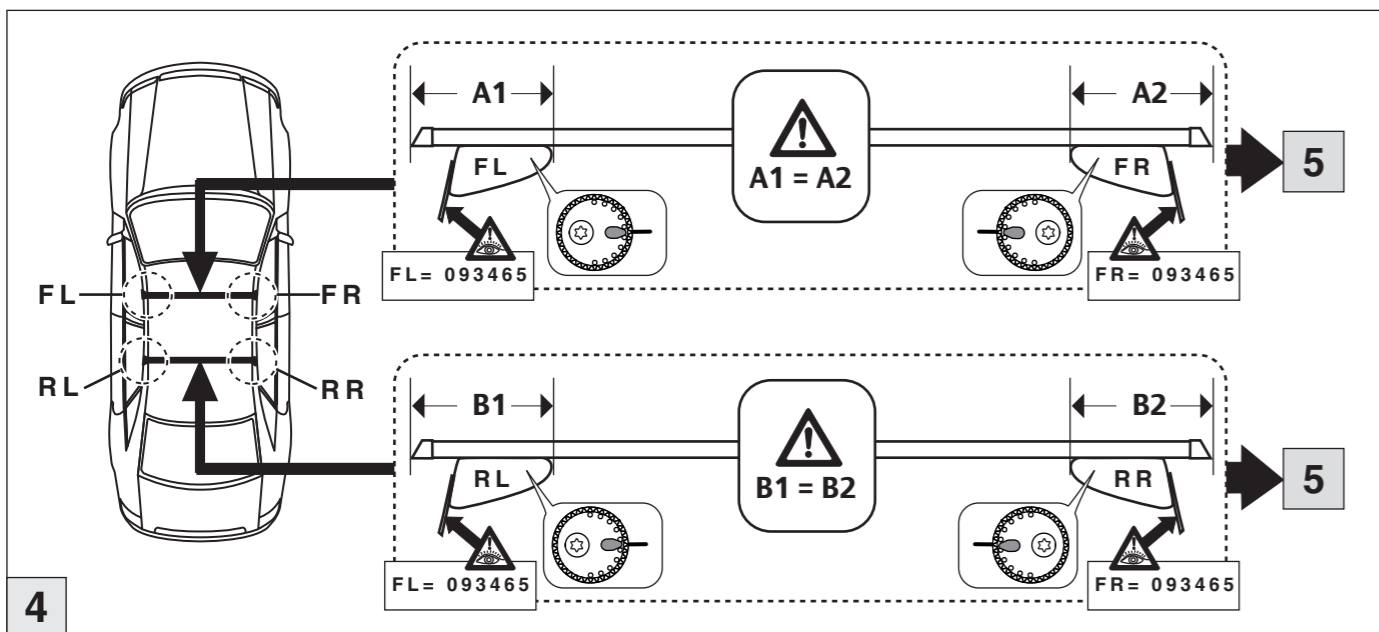 A1
A2
FL
A1 = A2
FR
5
FL= 093465
FR= 093465
FL
FR
RL
RR
B1
B2
RL
B1 = B2
RR
5
FL= 093465
FR= 093465
4